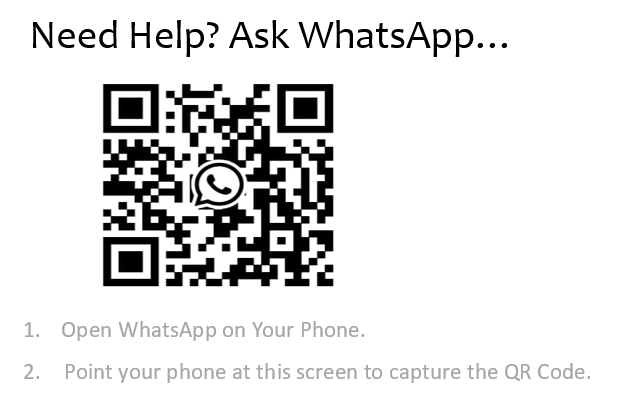 Need Help? Ask WhatsApp...
1. Open WhatsApp on Your Phone.
2. Point your phone at this screen to capture the QR Code.